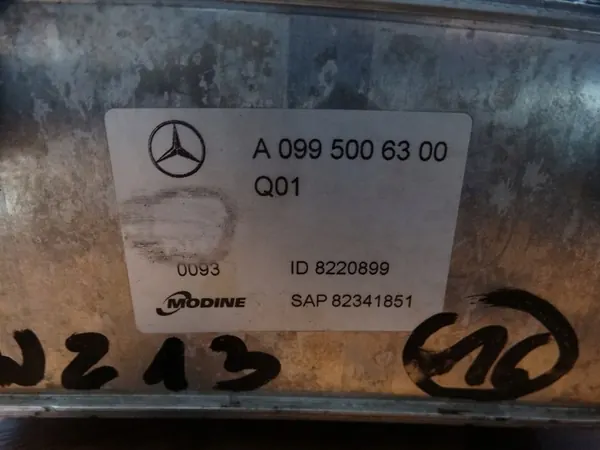 A 099 500 63 00
Q01
0093 ID 8220899
MODINE SAP 82341851
W213